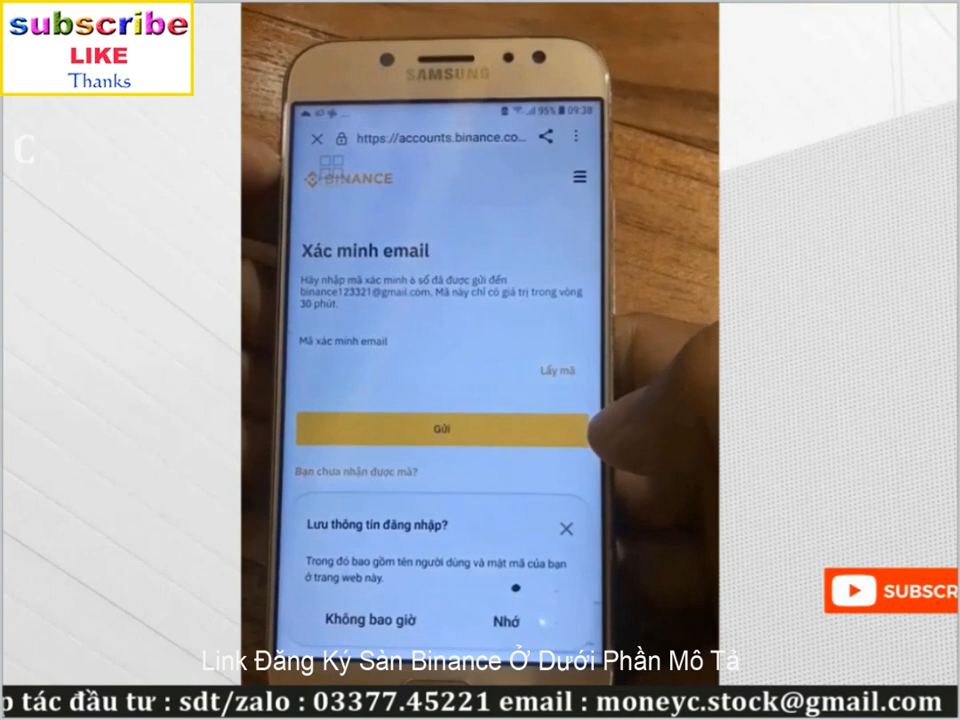 subscribe
LIKE
Thanks
C
SAMSUNG
95% 09:38
https://accounts.binance.co...
BINANCE
Xác minh email
Hãy nhập mã xác minh 6 số đã được gửi đến
binance123321@gmail.com. Mã này chỉ có giá trị trong vòng
30 phút.
Mã xác minh email
Lấy mã
Gửi
Bạn chưa nhận được mã?
Lưu thông tin đăng nhập?
Trong đó bao gồm tên người dùng và mật mã của bạn
ở trang web này.
Không bao giờ Nhớ
SUBSCR
Link Đăng Ký Sàn Binance Ở Dưới Phần Mô Tả
p tác đầu tư : sdt/zalo : 03377.45221 email : moneyc.stock@gmail.com